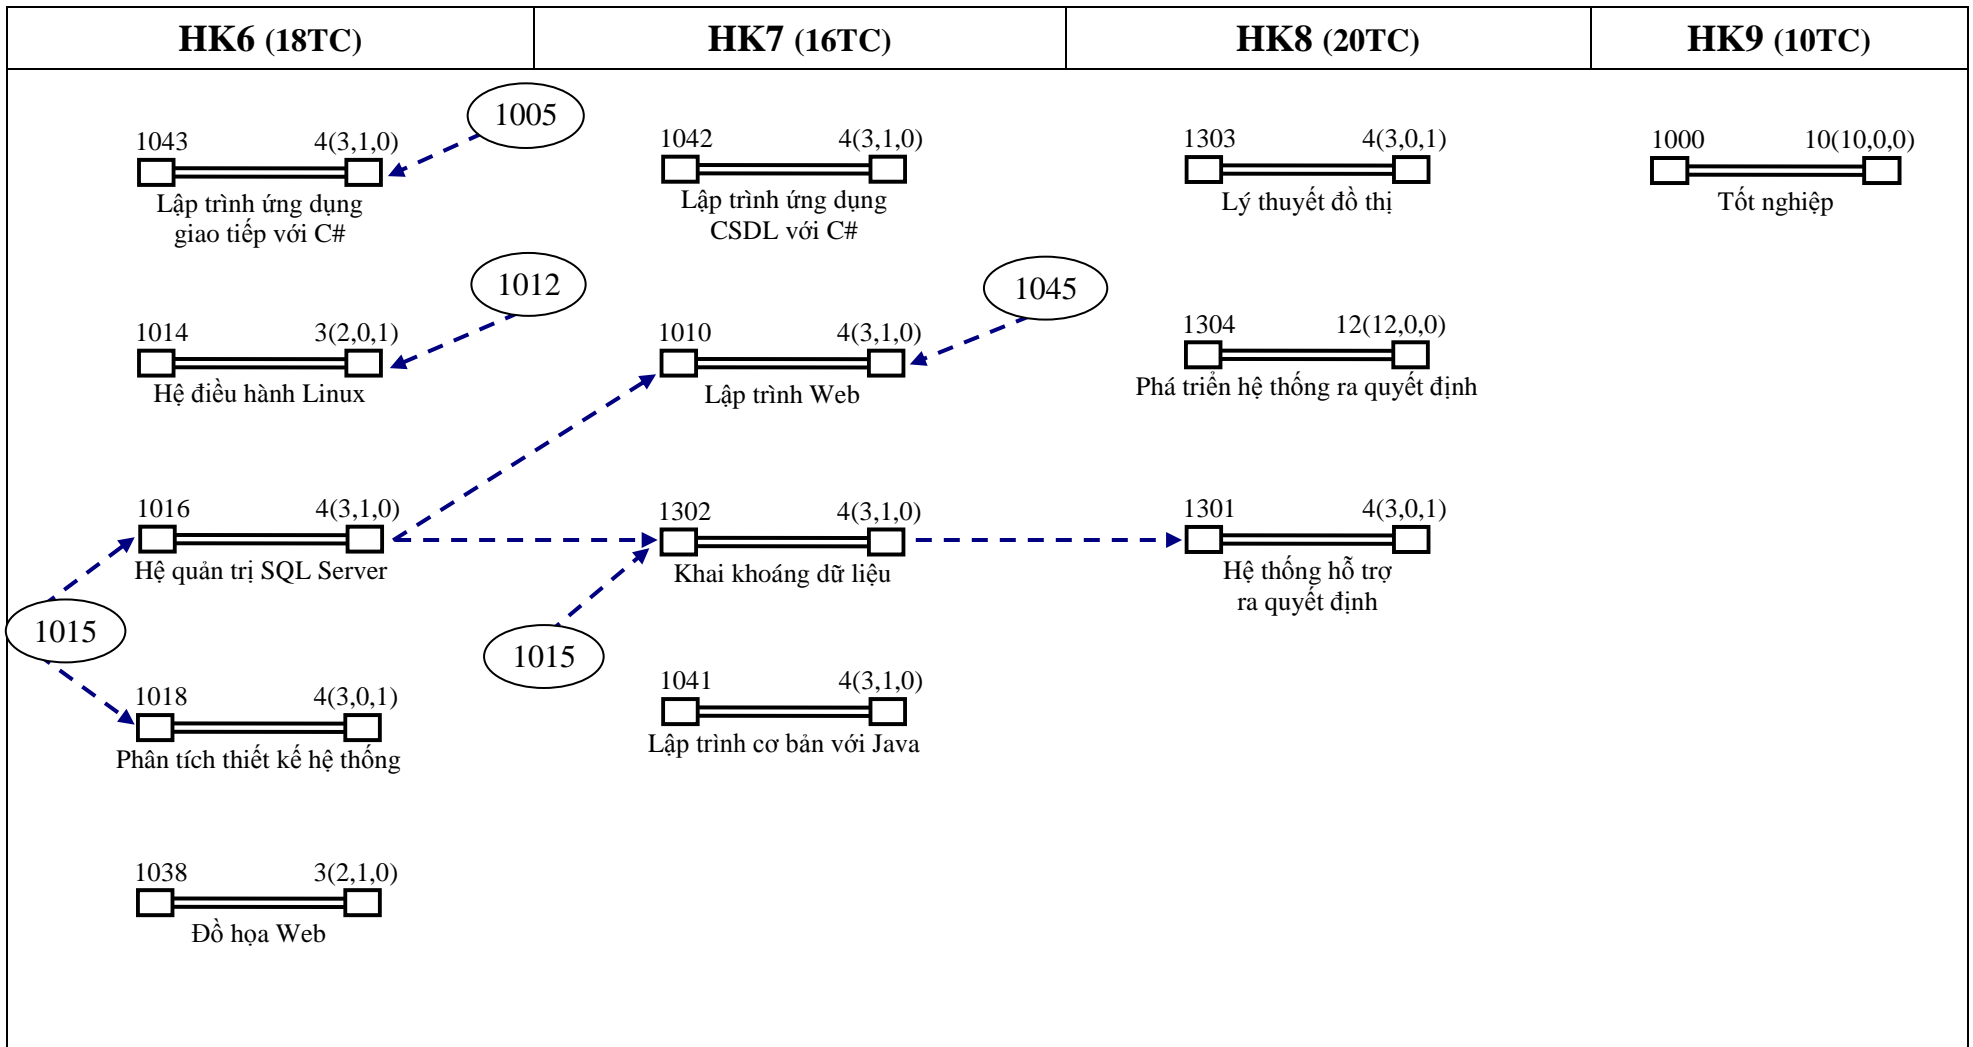 HK6 (18TC)
HK7 (16TC)
HK8 (20TC)
HK9 (10TC)
1005
1043 4(3,1,0)
Lập trình ứng dụng
giao tiếp với C#
1012
1014 3(2,0,1)
Hệ điều hành Linux
1016 4(3,1,0)
Hệ quản trị SQL Server
1015
1018 4(3,0,1)
Phân tích thiết kế hệ thống
1038 3(2,1,0)
Đồ họa Web
1042 4(3,1,0)
Lập trình ứng dụng
CSDL với C#
1045
1010 4(3,1,0)
Lập trình Web
1302 4(3,1,0)
Khai khoáng dữ liệu
1015
1041 4(3,1,0)
Lập trình cơ bản với Java
1303 4(3,0,1)
Lý thuyết đồ thị
1304 12(12,0,0)
Phá triển hệ thống ra quyết định
1301 4(3,0,1)
Hệ thống hỗ trợ
ra quyết định
1000 10(10,0,0)
Tốt nghiệp